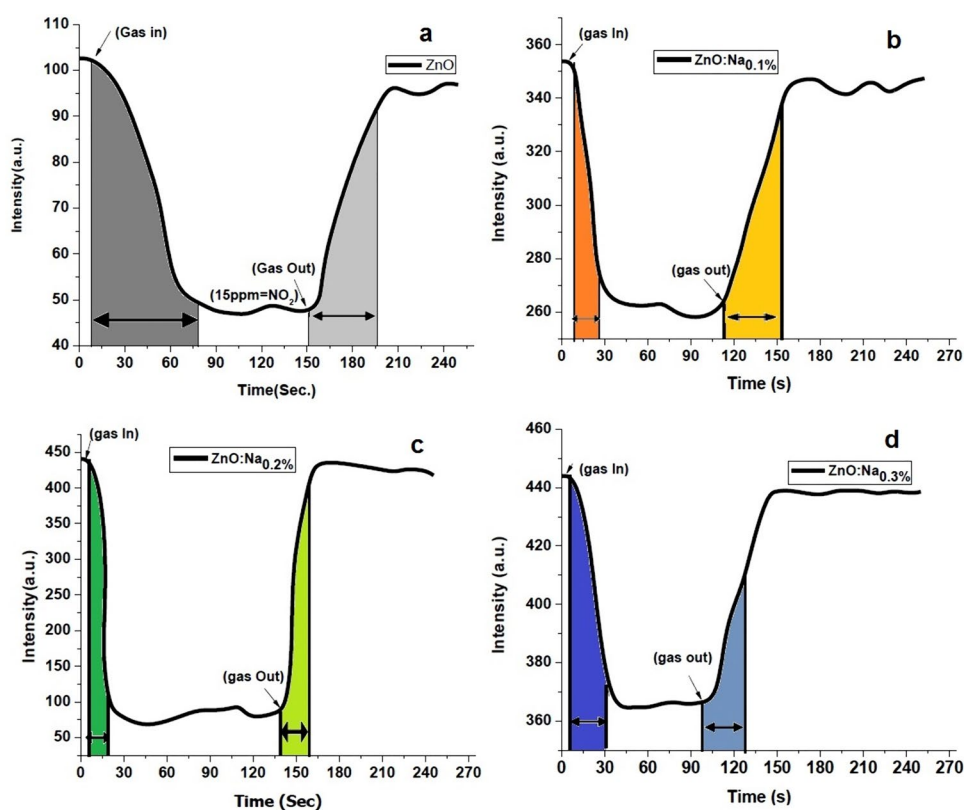 a
(Gas in)
ZnO
110
100
90
80
70
60
50
40
Intensity(a.u.)
(Gas Out)
(15ppm=NO₂)
0 30 60 90 120 150 180 210 240 270
Time(Sec.)
b
(gas In)
ZnO:Na0.1%
360
340
320
300
280
260
Intensity (a.u.)
(gas out)
0 30 60 90 120 150 180 210 240 270
Time (s)
c
(gas In)
ZnO:Na0.2%
450
400
350
300
250
200
150
100
50
Intensity (a.u.)
(gas Out)
0 30 60 90 120 150 180 210 240 270
Time (Sec)
d
(gas In)
ZnO:Na0.3%
440
420
400
380
360
Intensity (a.u.)
(gas out)
0 30 60 90 120 150 180 210 240 270
Time (s)